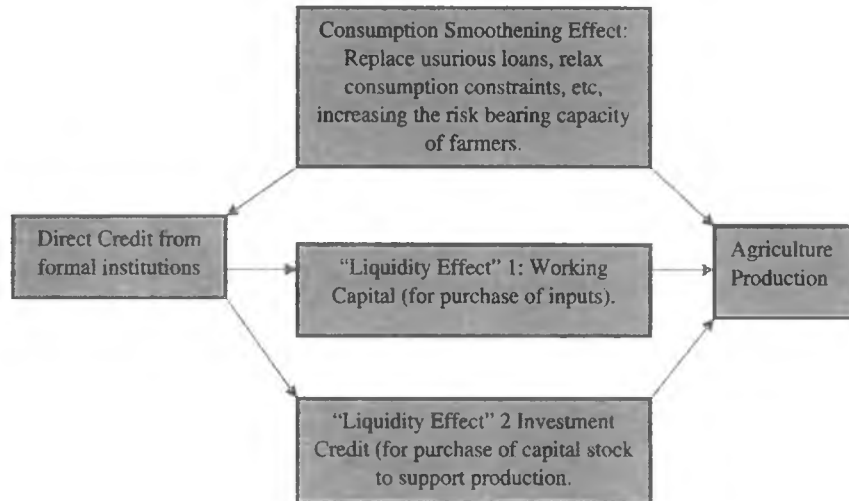 Consumption Smoothening Effect:
Replace usurious loans, relax
consumption constraints, etc,
increasing the risk bearing capacity
of farmers.
Direct Credit from
formal institutions
"Liquidity Effect" 1: Working
Capital (for purchase of inputs).
Agriculture
Production
"Liquidity Effect" 2 Investment
Credit (for purchase of capital stock
to support production.